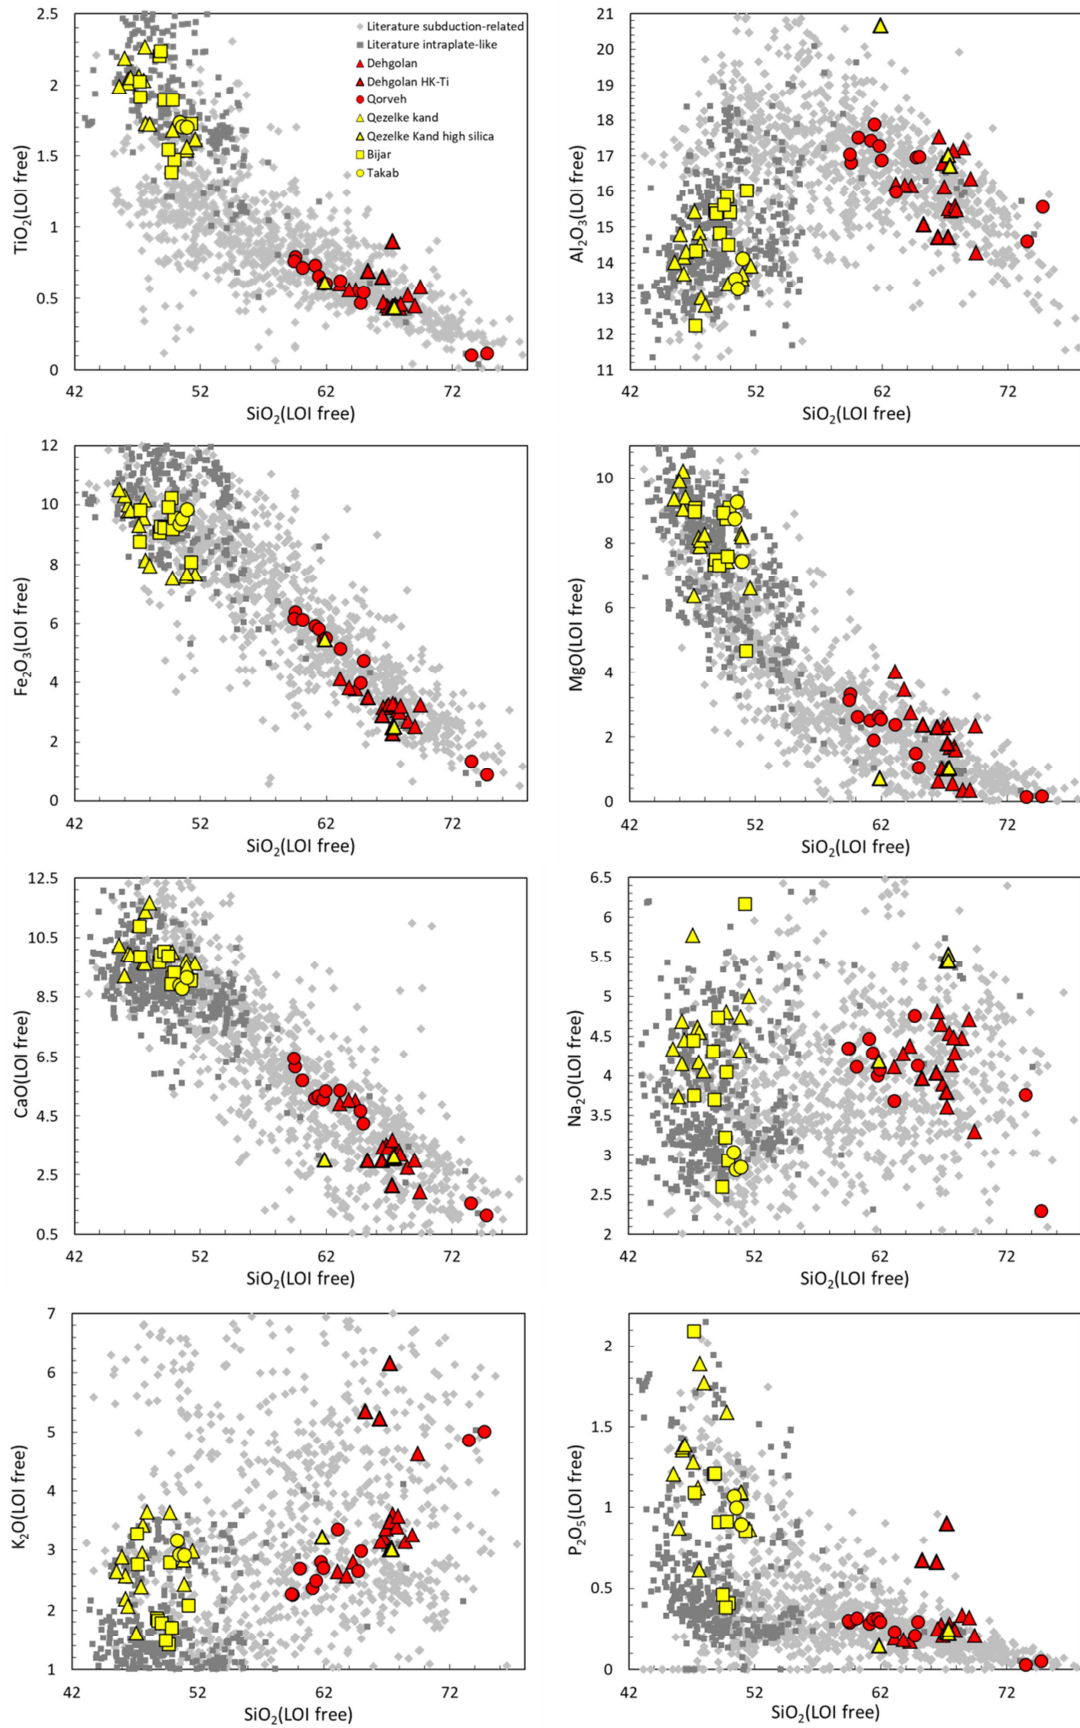 2.5
2
1.5
1
0.5
0
TiO₂(LOI free)
42 52 62 72
SiO₂(LOI free)
Literature subduction-related
Literature intraplate-like
Dehgolan
Dehgolan HK-Ti
Qorveh
Qezelke kand
Qezelke Kand high silica
Bijar
Takab
21
20
19
18
17
16
15
14
13
12
11
Al₂O₃(LOI free)
42 52 62 72
SiO₂(LOI free)
12
10
8
6
4
2
0
Fe₂O₃(LOI free)
42 52 62 72
SiO₂(LOI free)
10
8
6
4
2
0
MgO(LOI free)
42 52 62 72
SiO₂(LOI free)
12.5
10.5
8.5
6.5
4.5
2.5
0.5
CaO(LOI free)
42 52 62 72
SiO₂(LOI free)
6.5
6
5.5
5
4.5
4
3.5
3
2.5
2
Na₂O(LOI free)
42 52 62 72
SiO₂(LOI free)
7
6
5
4
3
2
1
K₂O(LOI free)
42 52 62 72
SiO₂(LOI free)
2
1.5
1
0.5
0
P₂O₅(LOI free)
42 52 62 72
SiO₂(LOI free)